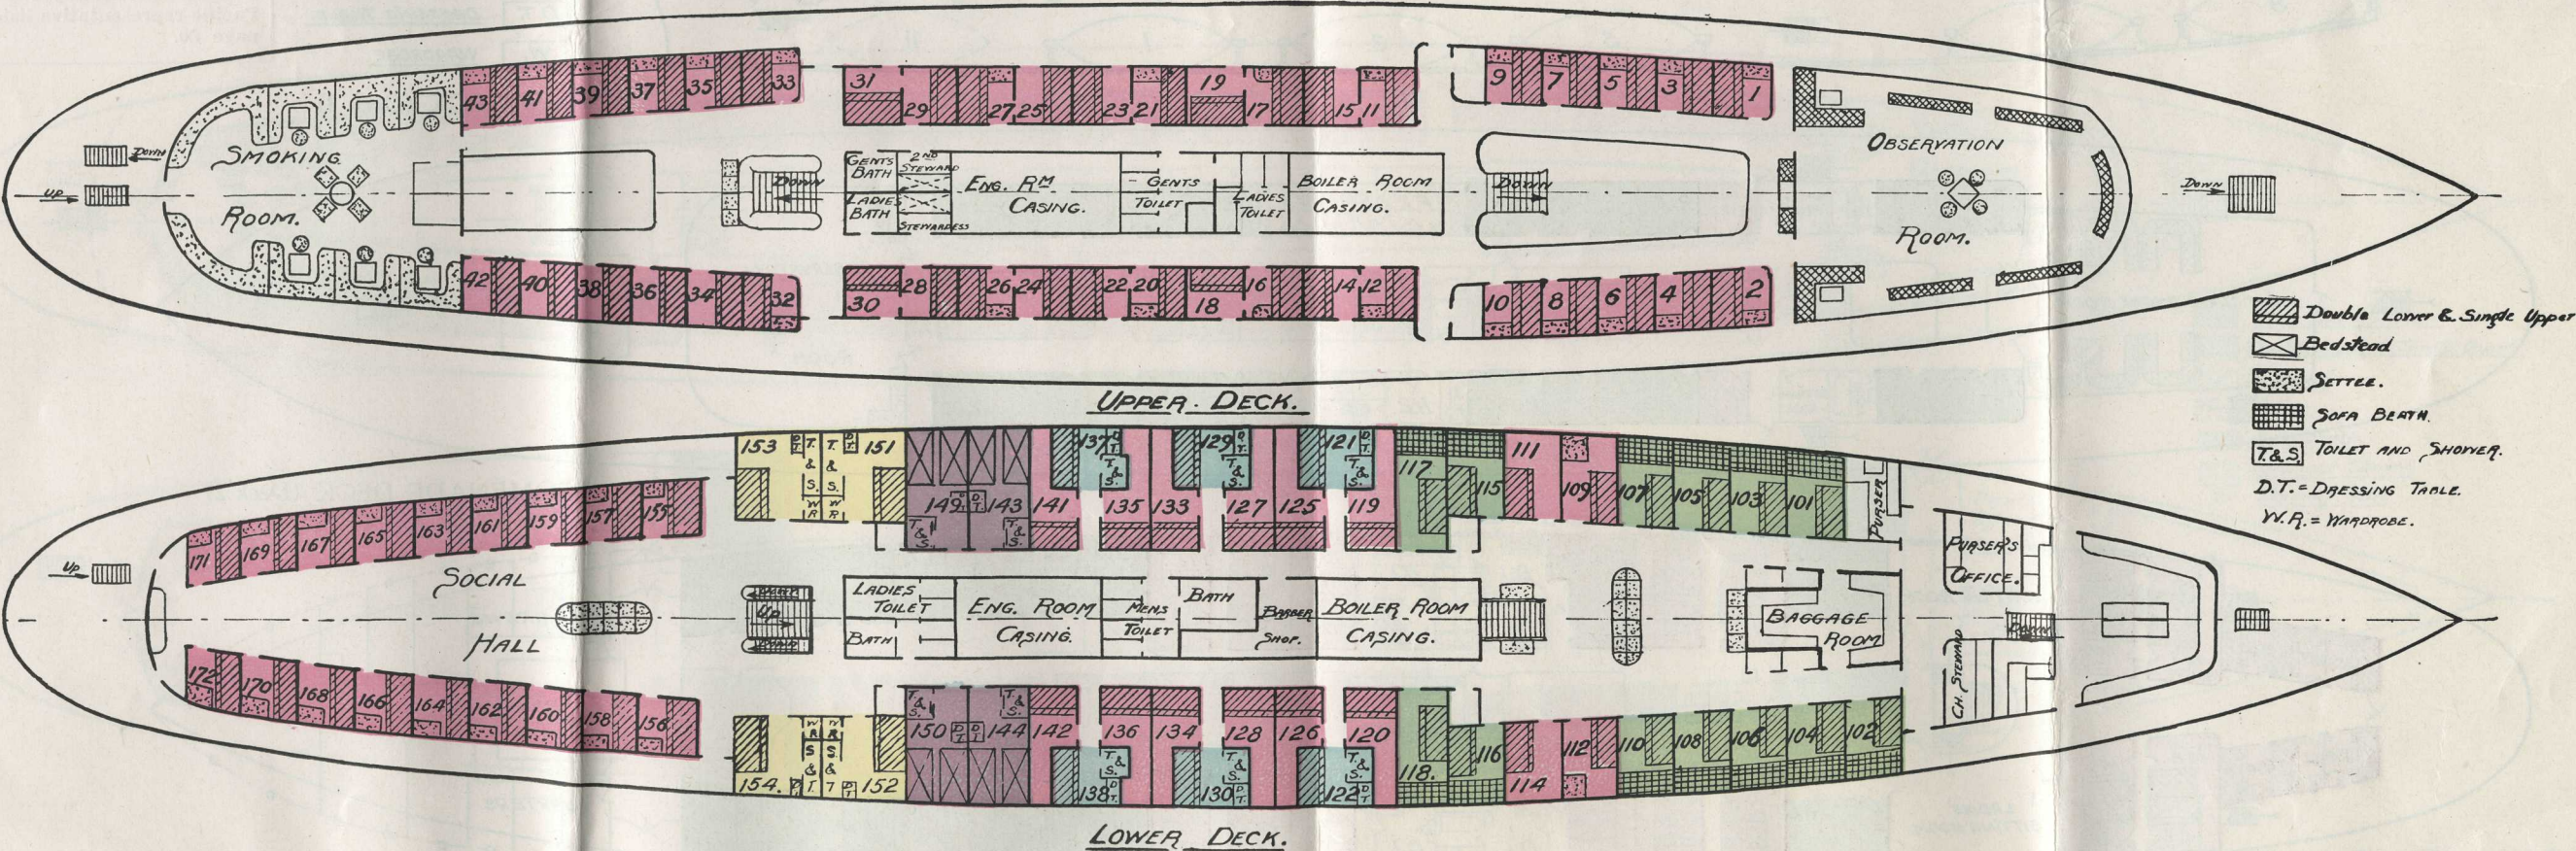 43 41 39 37 35 33 31 29 27 25 23 21 19 17 15 11 9 7 5 3 1
DOWN
UP
SMOKING
ROOM.
DOWN
GENTS
BATH
2ND
STEWARD
LADIES
BATH
STEWARDESS
ENG. RM
CASING.
GENTS
TOILET
LADIES
TOILET
BOILER ROOM
CASING.
DOWN
OBSERVATION
ROOM.
DOWN
42 40 38 36 34 32 30 28 26 24 22 20 18 16 14 12 10 8 6 4 2
UPPER. DECK.
Double Lower & Single Upper
Bedstead
SETTEE.
SOFA BERTH.
T.&S. TOILET AND SHOWER.
D.T.= DRESSING TABLE.
W.R.= WARDROBE.
153 D.T. T.&S. W.R. T.&S. W.R. D.T. 151
149 D.T. T.&S. D.T. 143 T.&S.
141 137 D.T. T.&S. 135 133 129 D.T. T.&S. 127 125 121 D.T. T.&S. 119
117 115 111 109 107 105 103 101
PURSER
171 169 167 165 163 161 159 157 155
UP
SOCIAL
HALL
UP
DOWN
DOWN
LADIES
TOILET
BATH
ENG. ROOM
CASING.
MENS
TOILET
BATH
BARBER
SHOP.
BOILER ROOM
CASING.
BAGGAGE
ROOM
PURSER'S
OFFICE.
DOWN
CH. STEWARD
172 170 168 166 164 162 160 158 156
154. D.T. W.R. S&T. W.R. S&T D.T. 152
T.&S. 150 D.T. D.T. T.&S. 144
142 138 T.&S. D.T. 136 134 130 T.&S. D.T. 128 126 122 T.&S. D.T. 120
118. 116 114 112 110 108 106 104 102
LOWER DECK.